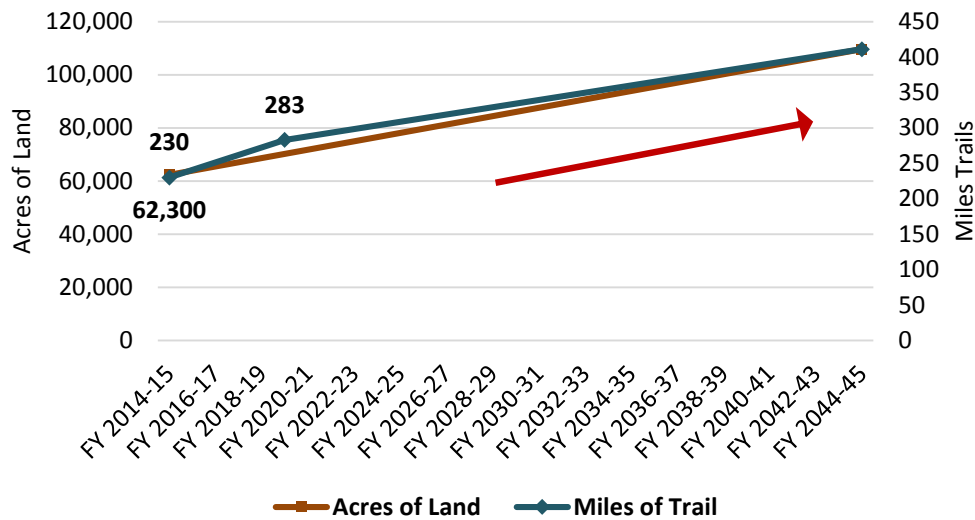 120,000
100,000
80,000
60,000
40,000
20,000
0
Acres of Land
450
400
350
300
250
200
150
100
50
0
Miles Trails
230
283
62,300
FY 2014-15
FY 2016-17
FY 2018-19
FY 2020-21
FY 2022-23
FY 2024-25
FY 2026-27
FY 2028-29
FY 2030-31
FY 2032-33
FY 2034-35
FY 2036-37
FY 2038-39
FY 2040-41
FY 2042-43
FY 2044-45
Acres of Land Miles of Trail